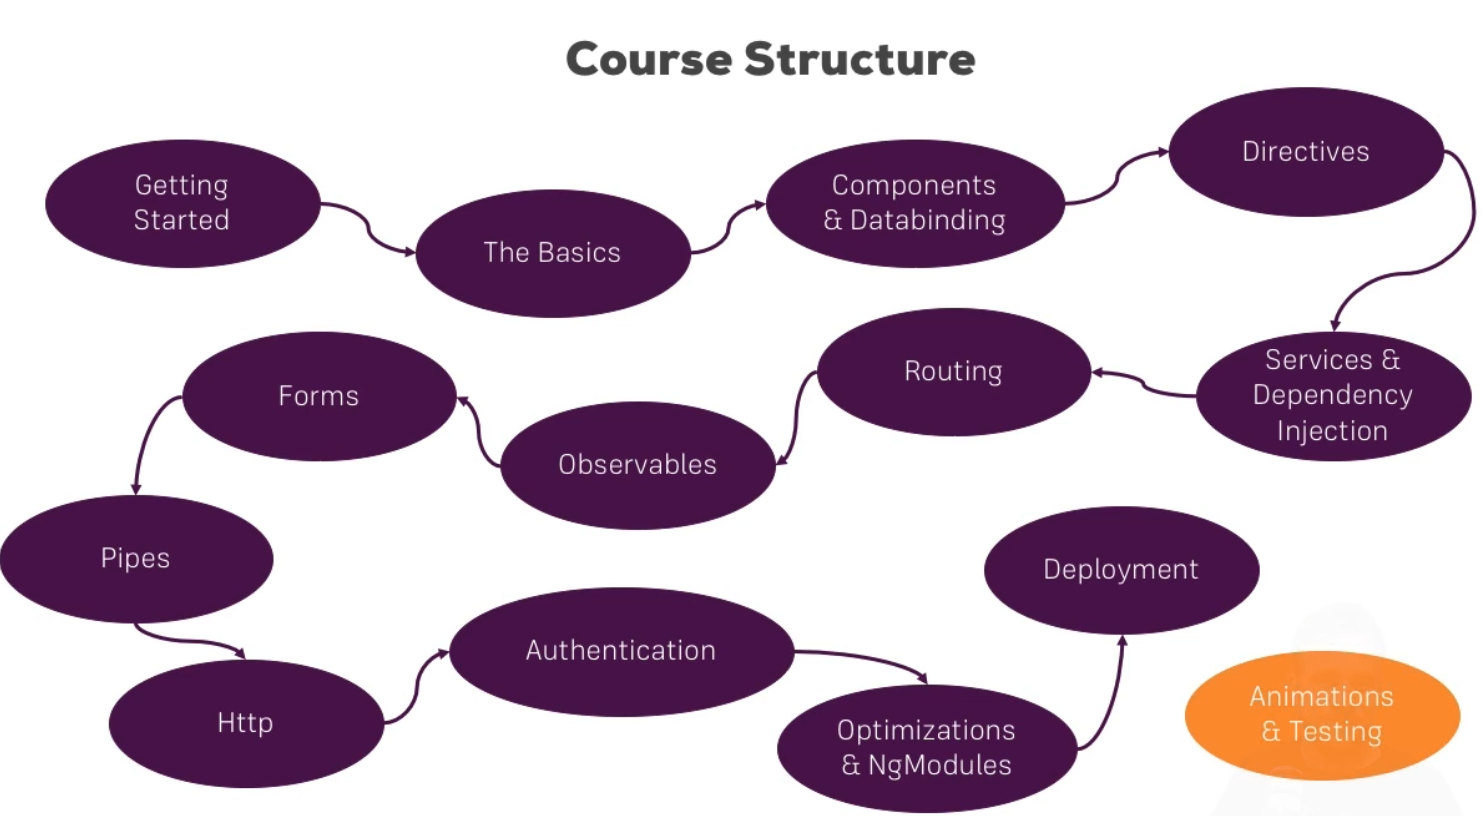 Course Structure
Getting
Started
The Basics
Components
& Databinding
Directives
Services &
Dependency
Injection
Routing
Observables
Forms
Pipes
Http
Authentication
Optimizations
& NgModules
Deployment
Animations
& Testing